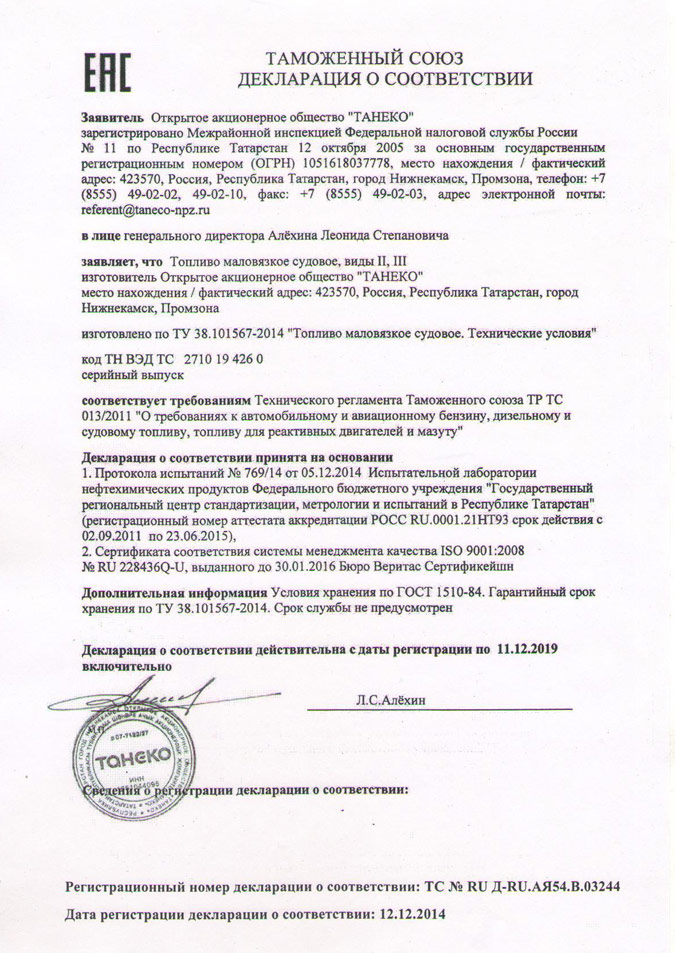 EAC
ТАМОЖЕННЫЙ СОЮЗ
ДЕКЛАРАЦИЯ О СООТВЕТСТВИИ
Заявитель Открытое акционерное общество "ТАНЕКО"
зарегистрировано Межрайонной инспекцией Федеральной налоговой службы России
№ 11 по Республике Татарстан 12 октября 2005 за основным государственным
регистрационным номером (ОГРН) 1051618037778, место нахождения / фактический
адрес: 423570, Россия, Республика Татарстан, город Нижнекамск, Промзона, телефон: +7
(8555) 49-02-02, 49-02-10, факс: +7 (8555) 49-02-03, адрес электронной почты:
referent@taneco-npz.ru
в лице генерального директора Алёхина Леонида Степановича
заявляет, что Топливо маловязкое судовое, виды II, III
изготовитель Открытое акционерное общество "ТАНЕКО"
место нахождения / фактический адрес: 423570, Россия, Республика Татарстан, город
Нижнекамск, Промзона
изготовлено по ТУ 38.101567-2014 "Топливо маловязкое судовое. Технические условия"
код ТН ВЭД ТС 2710 19 426 0
серийный выпуск
соответствует требованиям Технического регламента Таможенного союза ТР ТС
013/2011 "О требованиях к автомобильному и авиационному бензину, дизельному и
судовому топливу, топливу для реактивных двигателей и мазуту"
Декларация о соответствии принята на основании
1. Протокола испытаний № 769/14 от 05.12.2014 Испытательной лаборатории
нефтехимических продуктов Федерального бюджетного учреждения "Государственный
региональный центр стандартизации, метрологии и испытаний в Республике Татарстан"
(регистрационный номер аттестата аккредитации РОСС RU.0001.21НТ93 срок действия с
02.09.2011 по 23.06.2015),
2. Сертификата соответствия системы менеджмента качества ISO 9001:2008
№ RU 228436Q-U, выданного до 30.01.2016 Бюро Веритас Сертификейшн
Дополнительная информация Условия хранения по ГОСТ 1510-84. Гарантийный срок
хранения по ТУ 38.101567-2014. Срок службы не предусмотрен
Декларация о соответствии действительна с даты регистрации по 11.12.2019
включительно
Л.С.Алёхин
М.П.
ТАНЕКО
ИНН
Сведения о регистрации декларации о соответствии:
Регистрационный номер декларации о соответствии: ТС № RU Д-RU.АЯ54.В.03244
Дата регистрации декларации о соответствии: 12.12.2014